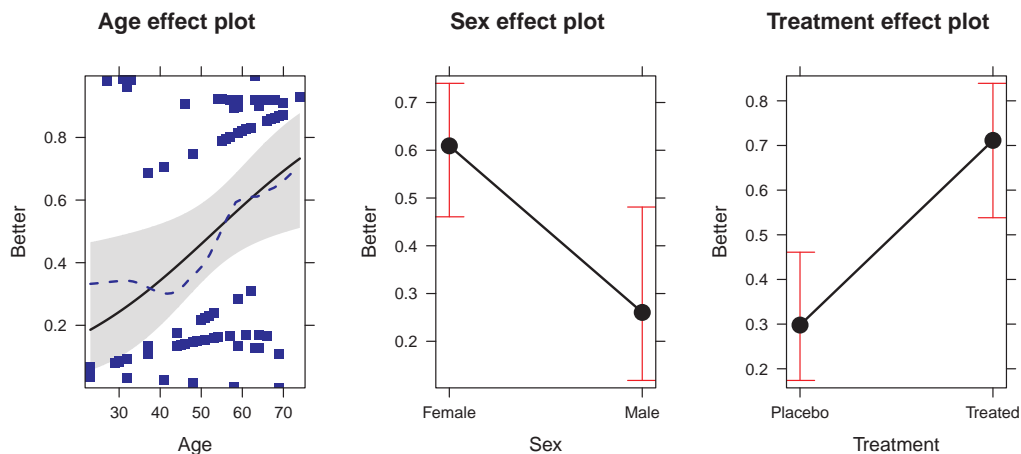 Age effect plot
Better
0.8
0.6
0.4
0.2
30 40 50 60 70
Age
Sex effect plot
Better
0.7
0.6
0.5
0.4
0.3
0.2
Female Male
Sex
Treatment effect plot
Better
0.8
0.7
0.6
0.5
0.4
0.3
0.2
Placebo Treated
Treatment